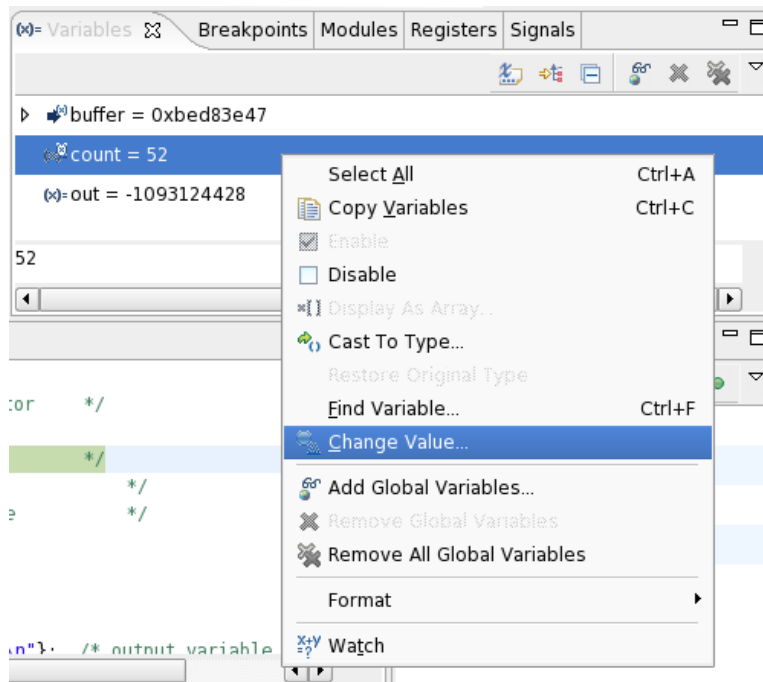 (x)= Variables Breakpoints Modules Registers Signals
buffer = 0xbed83e47
count = 52
(x)= out = -1093124428
52
Select All Ctrl+A
Copy Variables Ctrl+C
Enable
Disable
Display As Array...
Cast To Type...
Restore Original Type
Find Variable... Ctrl+F
Change Value...
Add Global Variables...
Remove Global Variables
Remove All Global Variables
Format
Watch
tor */
*/
*/
e */
\n"}; /* output variable